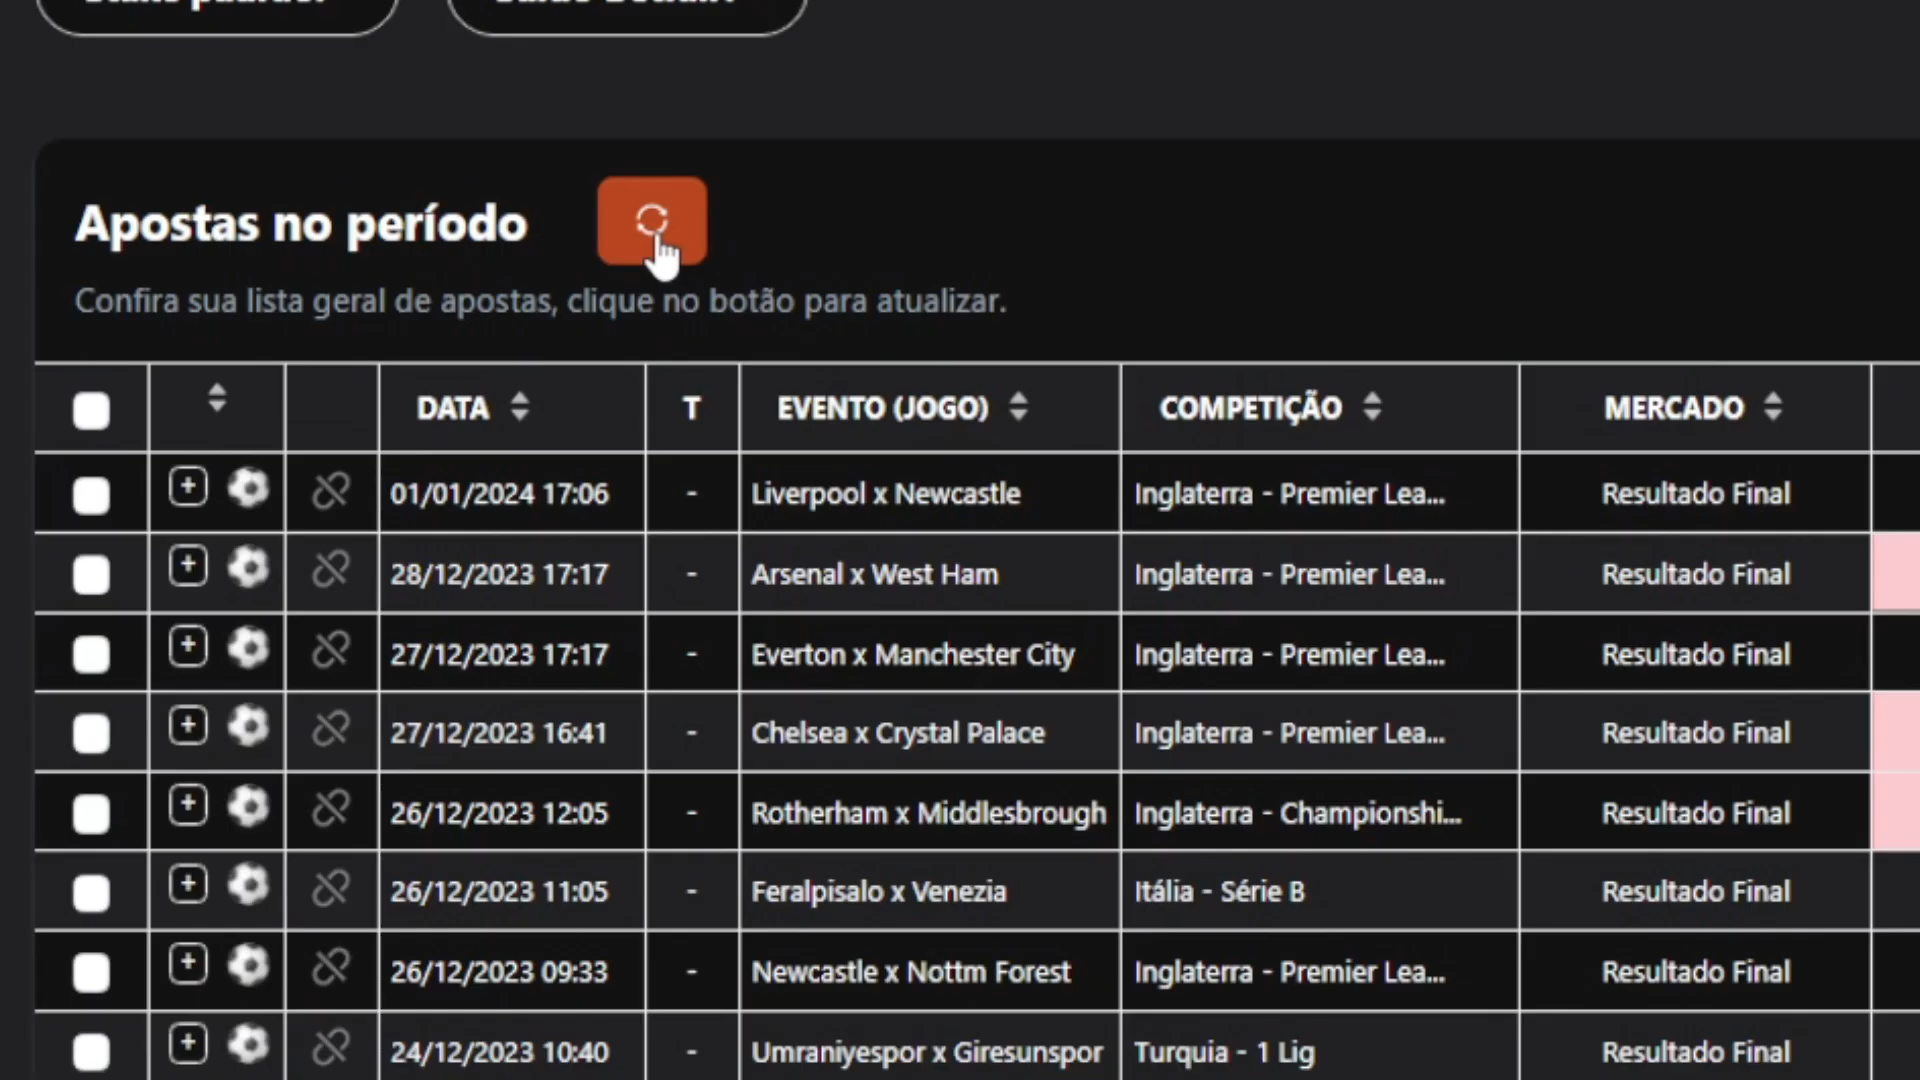 Apostas no período
Confira sua lista geral de apostas, clique no botão para atualizar.
DATA T EVENTO (JOGO) COMPETIÇÃO MERCADO
01/01/2024 17:06 - Liverpool x Newcastle Inglaterra - Premier Lea... Resultado Final
28/12/2023 17:17 - Arsenal x West Ham Inglaterra - Premier Lea... Resultado Final
27/12/2023 17:17 - Everton x Manchester City Inglaterra - Premier Lea... Resultado Final
27/12/2023 16:41 - Chelsea x Crystal Palace Inglaterra - Premier Lea... Resultado Final
26/12/2023 12:05 - Rotherham x Middlesbrough Inglaterra - Championshi... Resultado Final
26/12/2023 11:05 - Feralpisalo x Venezia Itália - Série B Resultado Final
26/12/2023 09:33 - Newcastle x Nottm Forest Inglaterra - Premier Lea... Resultado Final
24/12/2023 10:40 - Umraniyespor x Giresunspor Turquia - 1 Lig Resultado Final